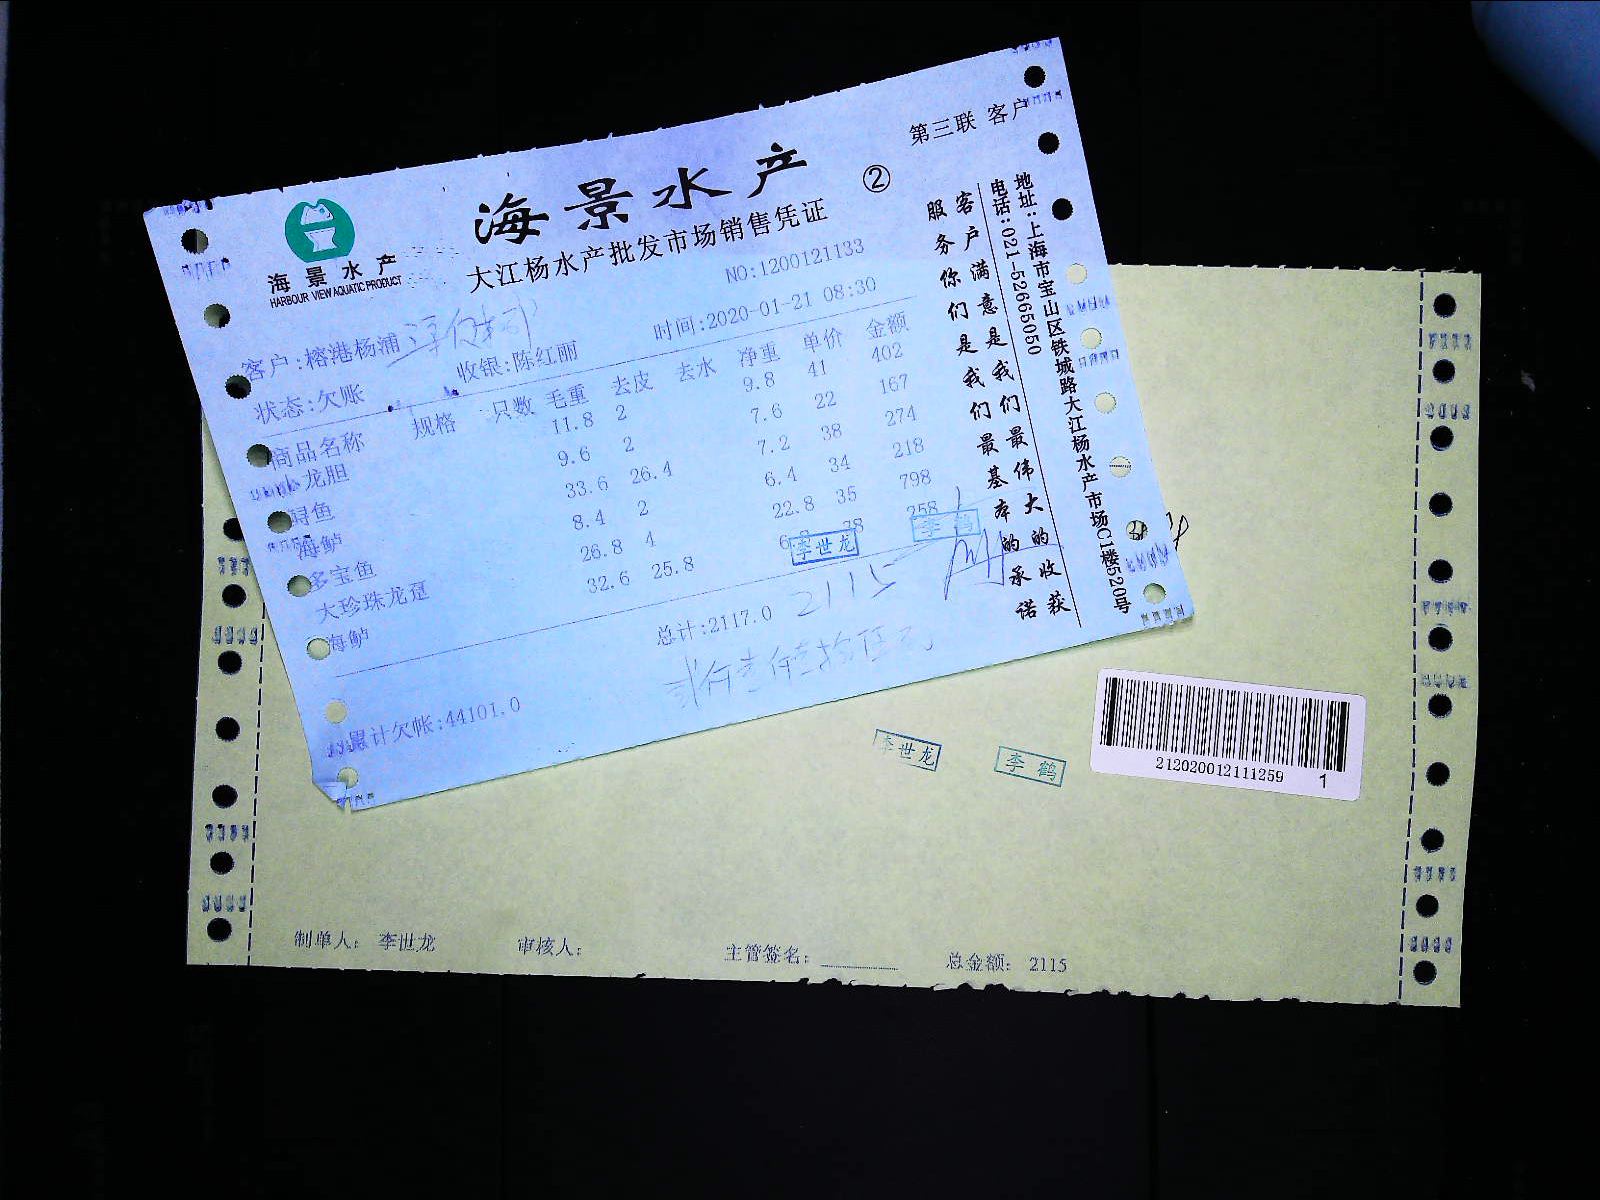 第三联 客户
海景水产
②
大江杨水产批发市场销售凭证
海景水产
HARBOUR VIEW AQUATIC PRODUCT
NO:1200121133
客户:榕港杨浦
收银:陈红丽
时间:2020-01-21 08:30
状态:欠账
商品名称 规格 只数 毛重 去皮 去水 净重 单价 金额
龙胆 11.8 2 9.8 41 402
鲟鱼 9.6 2 7.6 22 167
海鲈 33.6 26.4 7.2 38 274
多宝鱼 8.4 2 6.4 34 218
大珍珠龙趸 26.8 4 22.8 35 798
海鲈 32.6 25.8 258
李世龙
李鹤
总计:2117.0
2115
累计欠帐:44101.0
客户满意是我们最伟大的收获
服务你们是我们最基本的承诺
地址:上海市宝山区铁城路大江杨水产市场C1楼520号
电话:021-52665050
李世龙
李鹤
212020012111259 1
制单人: 李世龙 审核人: 主管签名: 总金额: 2115